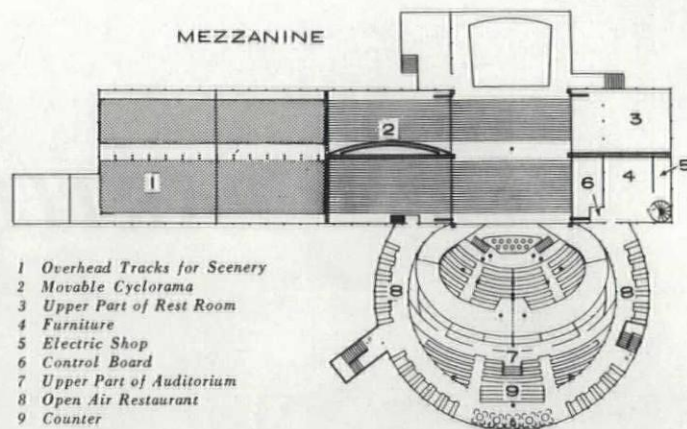 MEZZANINE
2
3
1
5
4
6
8
8
7
9
1 Overhead Tracks for Scenery
2 Movable Cyclorama
3 Upper Part of Rest Room
4 Furniture
5 Electric Shop
6 Control Board
7 Upper Part of Auditorium
8 Open Air Restaurant
9 Counter